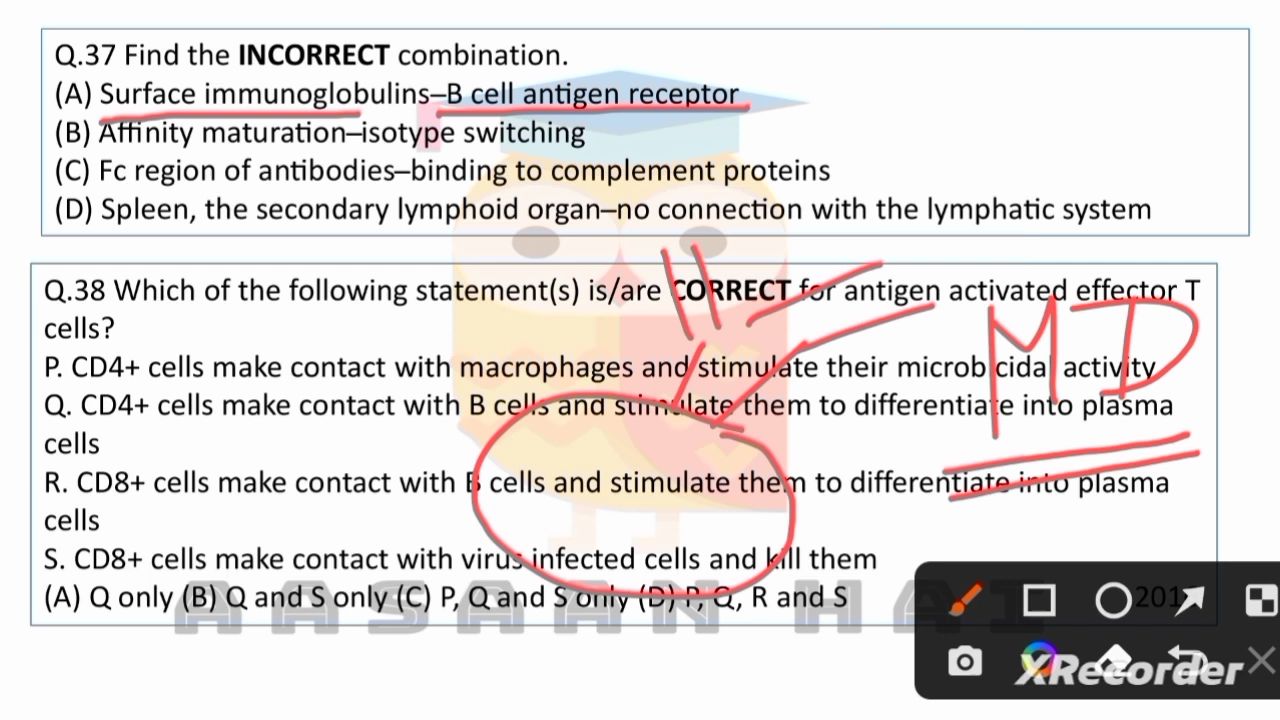 Q.37 Find the INCORRECT combination.
(A) Surface immunoglobulins–B cell antigen receptor
(B) Affinity maturation–isotype switching
(C) Fc region of antibodies–binding to complement proteins
(D) Spleen, the secondary lymphoid organ–no connection with the lymphatic system
Q.38 Which of the following statement(s) is/are CORRECT for antigen activated effector T
cells?
P. CD4+ cells make contact with macrophages and stimulate their microbicidal activity
Q. CD4+ cells make contact with B cells and stimulate them to differentiate into plasma
cells
R. CD8+ cells make contact with B cells and stimulate them to differentiate into plasma
cells
S. CD8+ cells make contact with virus infected cells and kill them
(A) Q only (B) Q and S only (C) P, Q and S only (D) P, Q, R and S
MD
AASAAN HAI
XRecorder